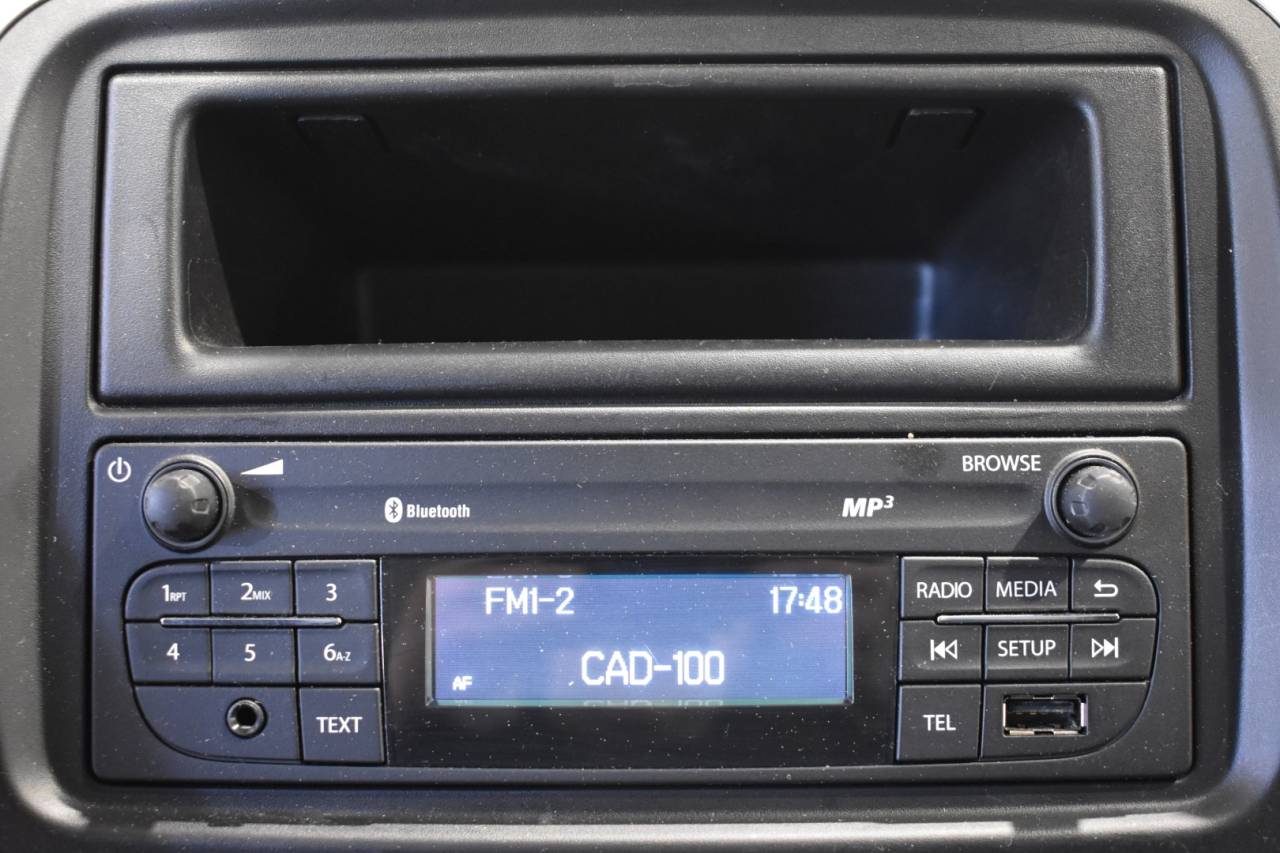 BROWSE
Bluetooth
MP3
1RPT 2MIX 3
4 5 6A-Z
TEXT
FM1-2 17:48
CAD-100
AF
RADIO MEDIA
SETUP
TEL